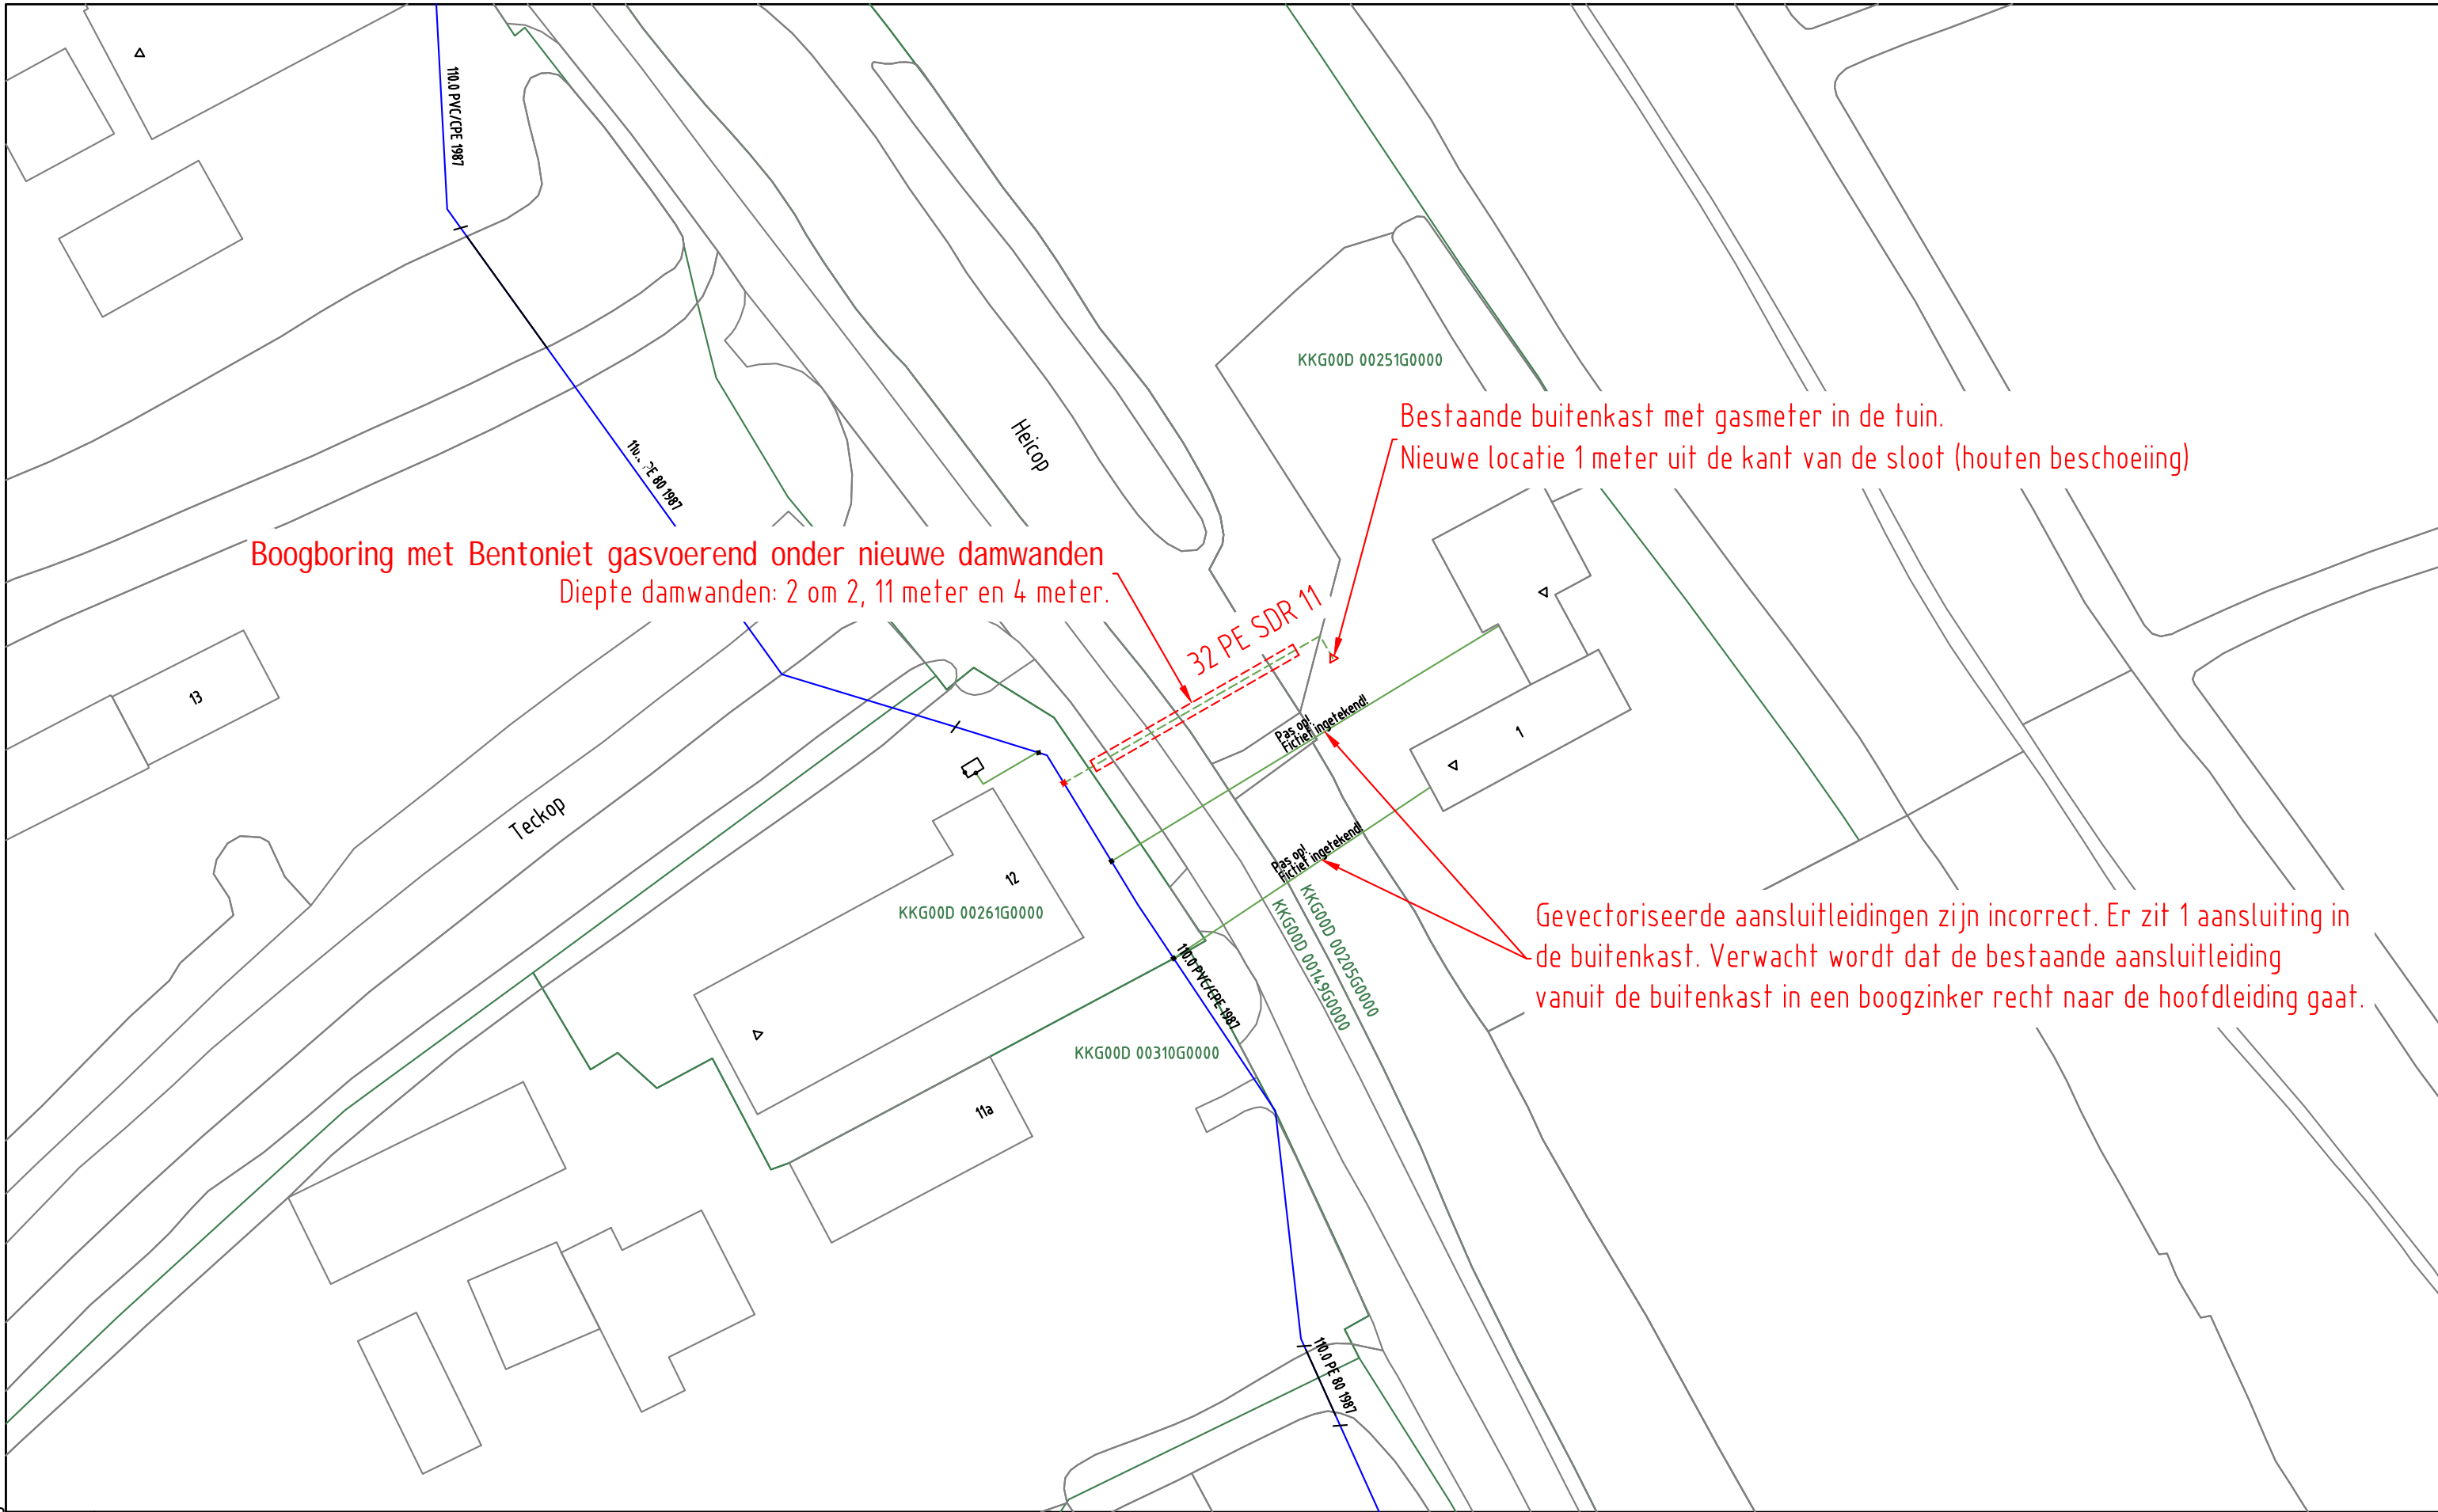 110.0 PVC/CPE 1987
KKG00D 00251G0000
Heicop
Bestaande buitenkast met gasmeter in de tuin.
Nieuwe locatie 1 meter uit de kant van de sloot (houten beschoeiing)
PE 80 1987
Boogboring met Bentoniet gasvoerend onder nieuwe damwanden
Diepte damwanden: 2 om 2, 11 meter en 4 meter.
32 PE SDR 11
13
Pas op!
Fictief ingetekend!
1
Teckop
Pas op!
Fictief ingetekend!
12
KKG00D 00261G0000
KKG00D 00205G0000
KKG00D 00149G0000
Gevectoriseerde aansluitleidingen zijn incorrect. Er zit 1 aansluiting in
de buitenkast. Verwacht wordt dat de bestaande aansluitleiding
vanuit de buitenkast in een boogzinker recht naar de hoofdleiding gaat.
110.0 PVC/CPE 1987
KKG00D 00310G0000
11a
110.0 PE 80 1987